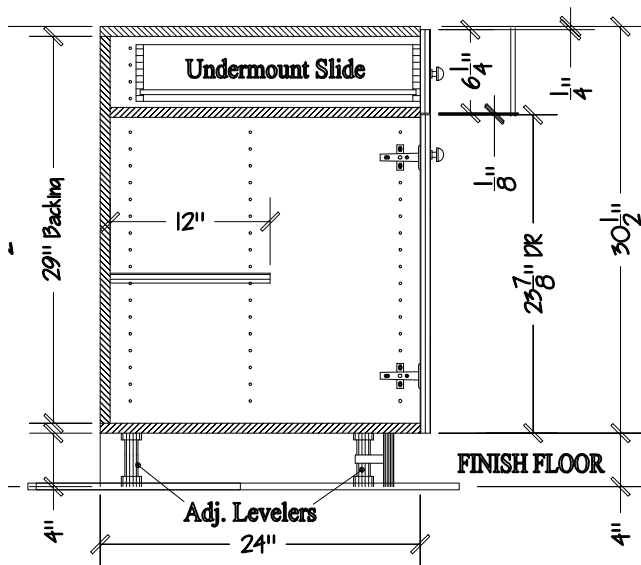 Undermount Slide
6 1/4
1/4
1/8
12"
29" Backing
23 7/8" DR
30 1/2
FINISH FLOOR
Adj. Levelers
4"
24"
4"